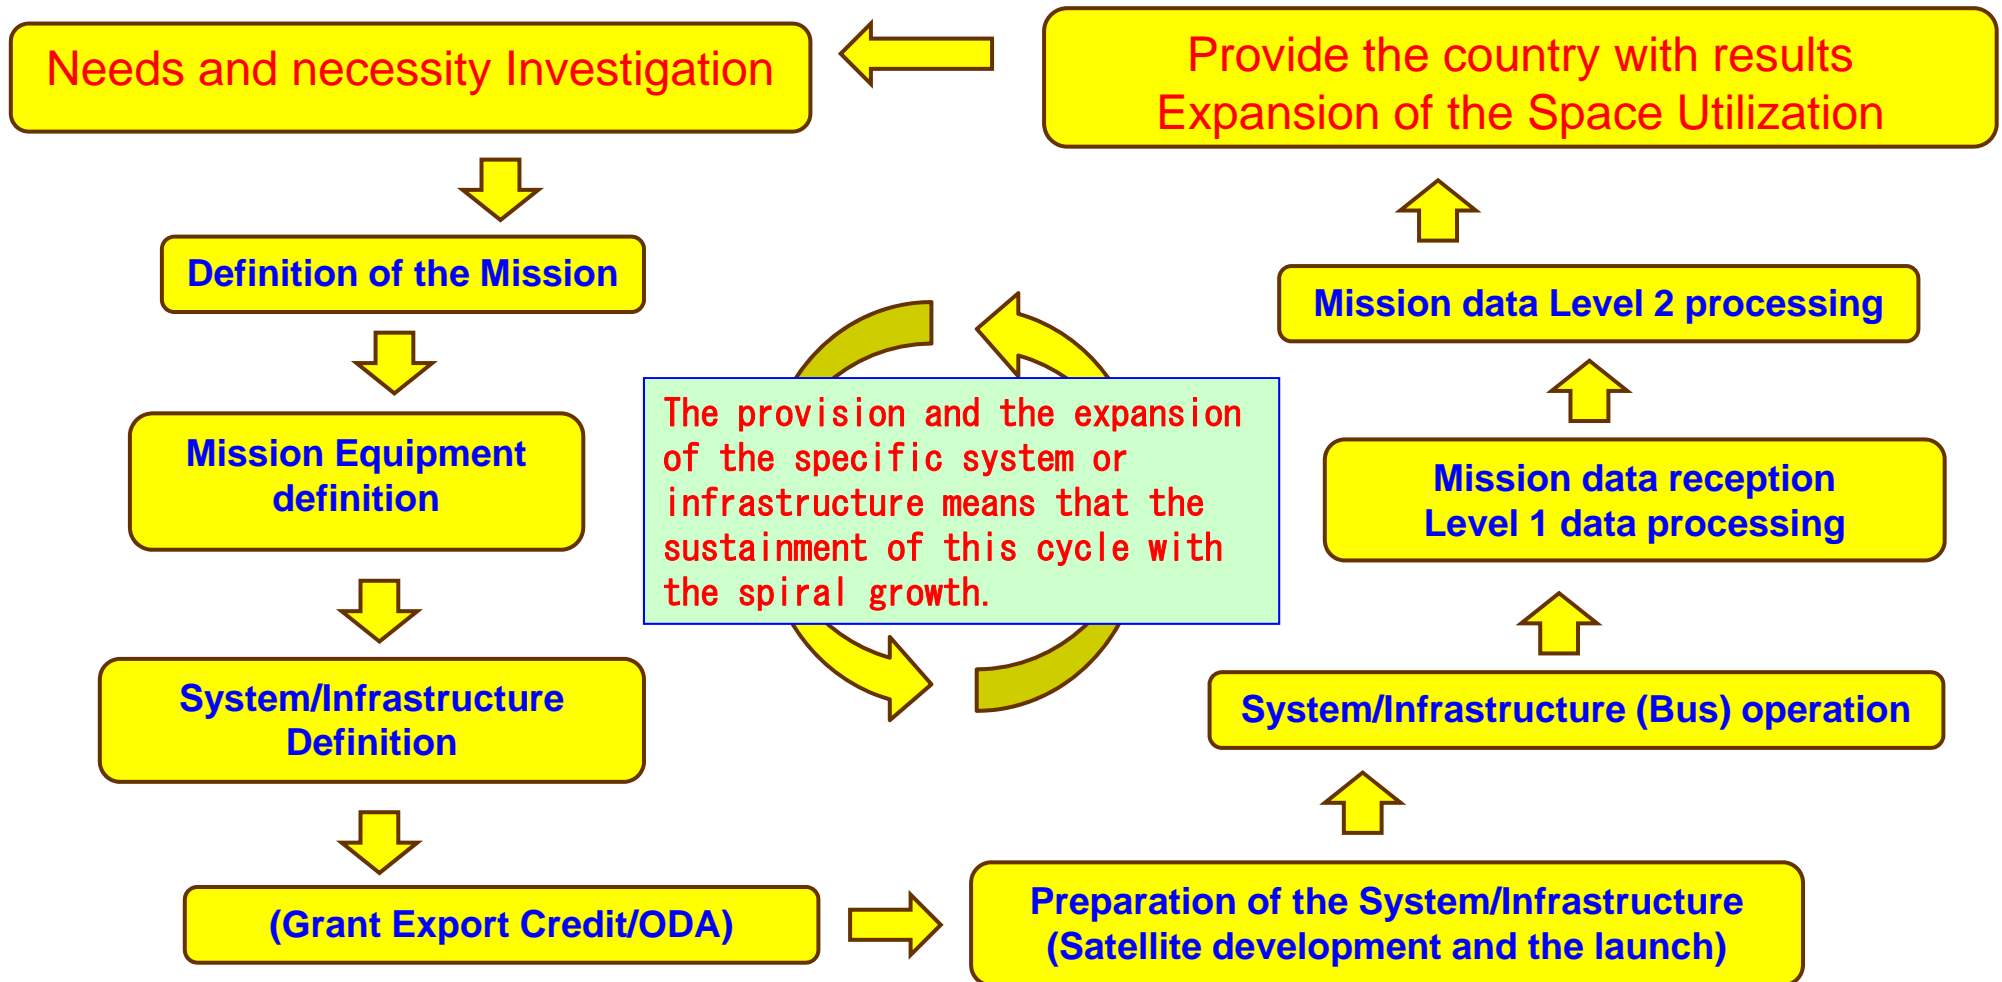 Needs and necessity Investigation
Provide the country with results
Expansion of the Space Utilization
Definition of the Mission
Mission data Level 2 processing
Mission Equipment
definition
The provision and the expansion
of the specific system or
infrastructure means that the
sustainment of this cycle with
the spiral growth.
Mission data reception
Level 1 data processing
System/Infrastructure
Definition
System/Infrastructure (Bus) operation
(Grant Export Credit/ODA)
Preparation of the System/Infrastructure
(Satellite development and the launch)